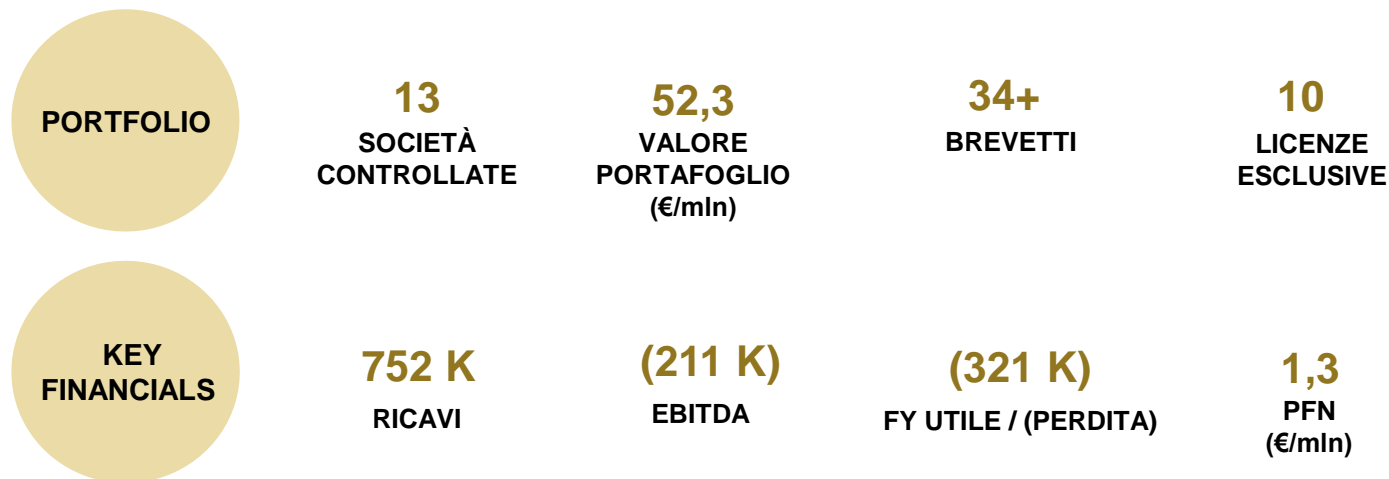 PORTFOLIO
13
SOCIETÀ
CONTROLLATE
52,3
VALORE
PORTAFOGLIO
(€/mln)
34+
BREVETTI
10
LICENZE
ESCLUSIVE
KEY
FINANCIALS
752 K
RICAVI
(211 K)
EBITDA
(321 K)
FY UTILE / (PERDITA)
1,3
PFN
(€/mln)